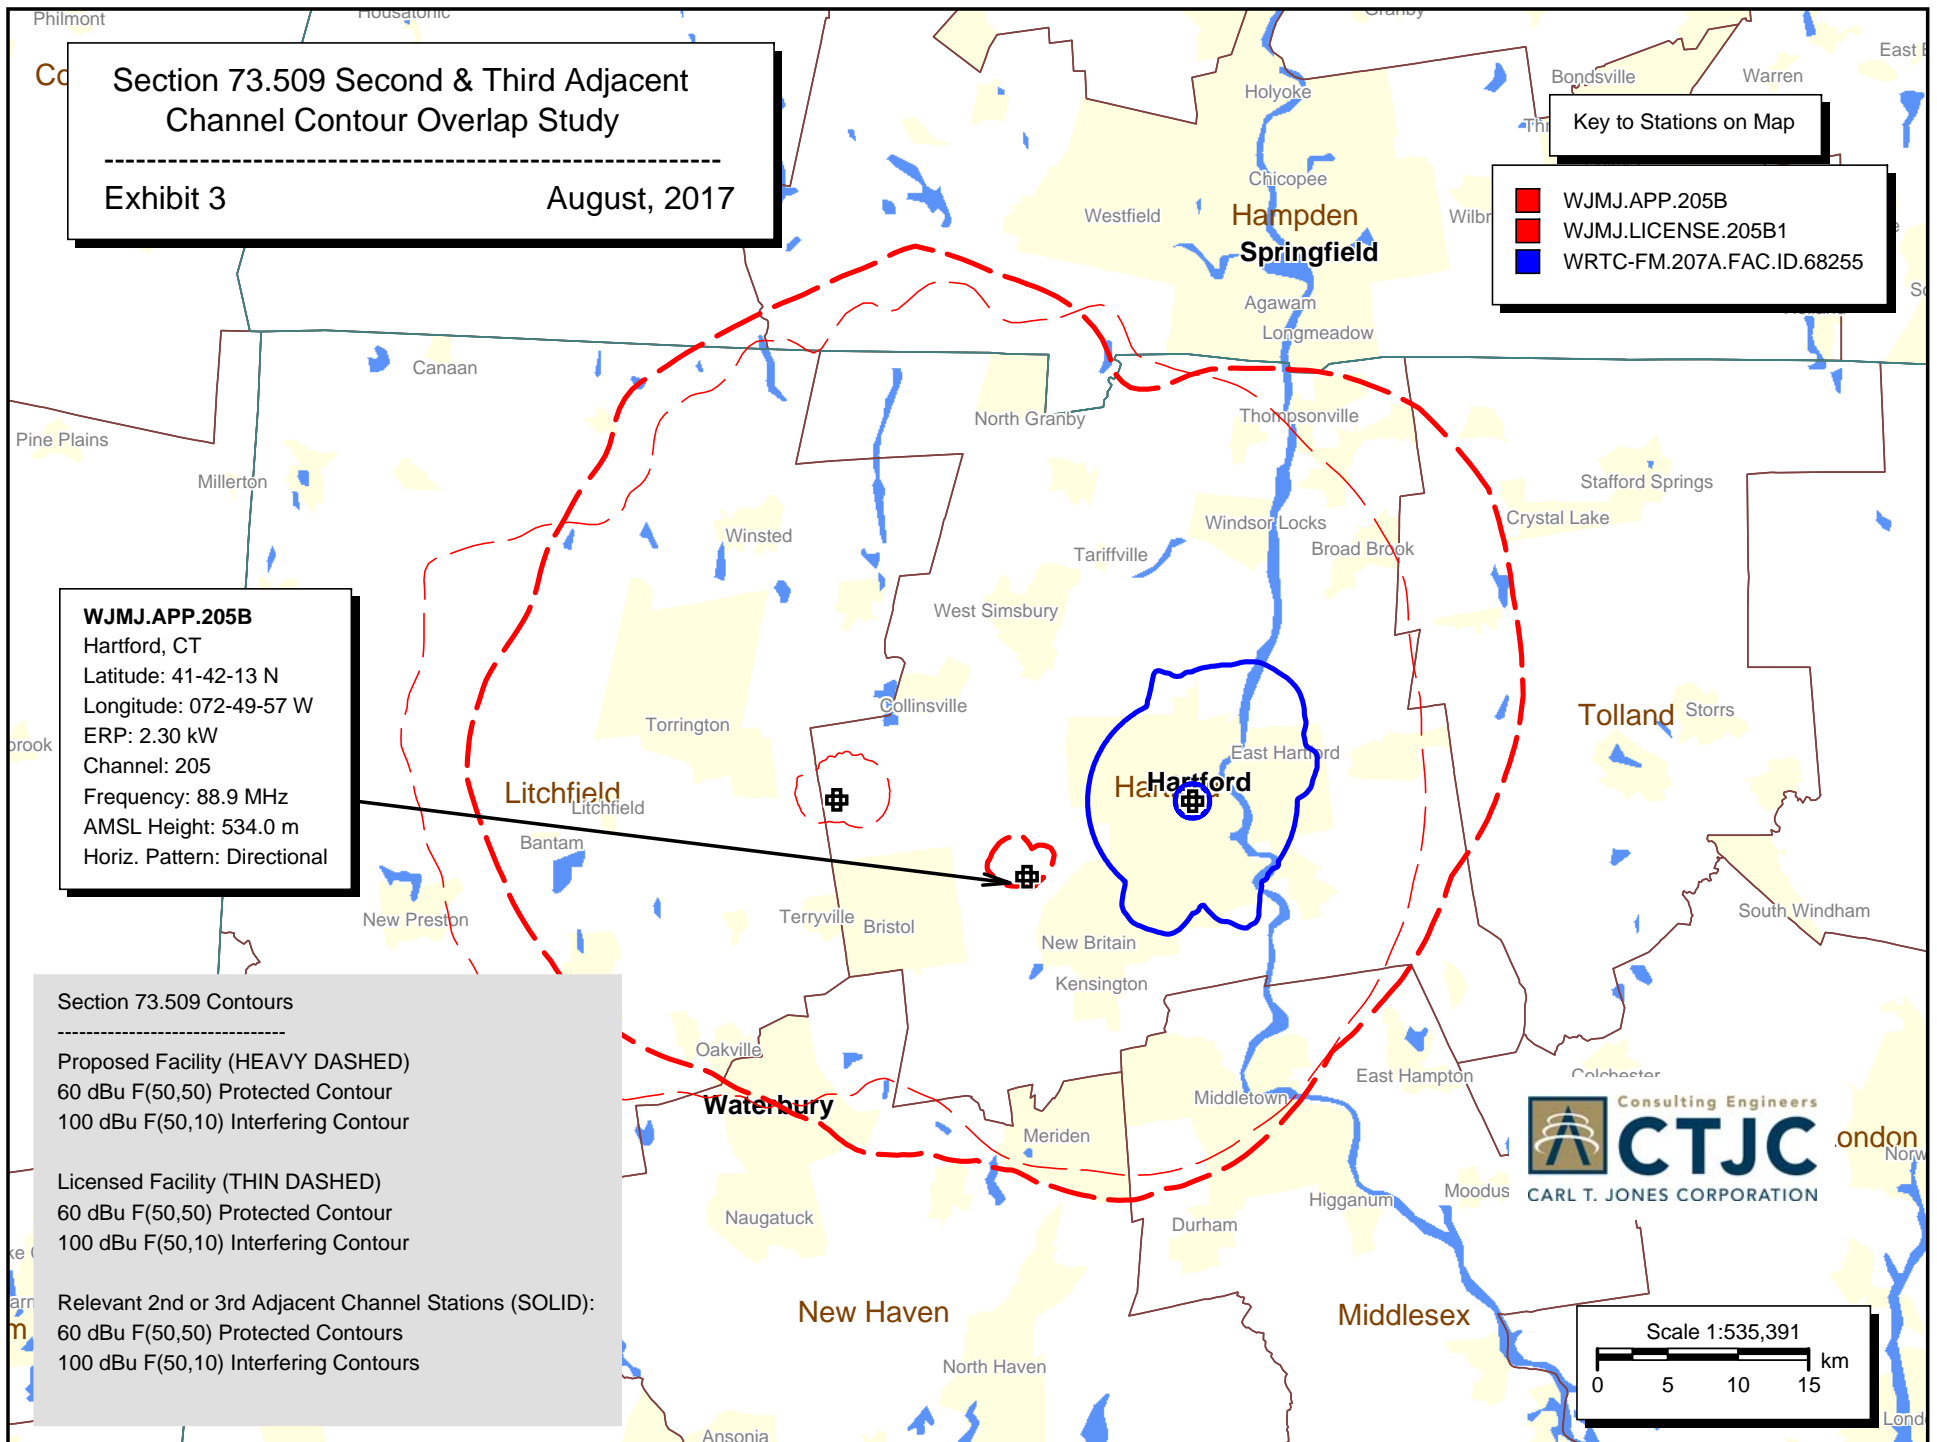 Philmont
Housatonic
Granby
Section 73.509 Second & Third Adjacent
Channel Contour Overlap Study
Exhibit 3 August, 2017
Holyoke
Bondsville
Warren
East
Key to Stations on Map
WJMJ.APP.205B
WJMJ.LICENSE.205B1
WRTC-FM.207A.FAC.ID.68255
Chicopee
Westfield
Hampden
Springfield
Agawam
Longmeadow
Canaan
North Granby
Thompsonville
Pine Plains
Millerton
Stafford Springs
Crystal Lake
Winsted
Windsor Locks
Broad Brook
Tariffville
West Simsbury
WJMJ.APP.205B
Hartford, CT
Latitude: 41-42-13 N
Longitude: 072-49-57 W
ERP: 2.30 kW
Channel: 205
Frequency: 88.9 MHz
AMSL Height: 534.0 m
Horiz. Pattern: Directional
Collinsville
Torrington
Tolland
Storrs
East Hartford
Hartford
Litchfield
Litchfield
Bantam
New Preston
Terryville
Bristol
New Britain
Kensington
South Windham
Section 73.509 Contours
--------------------------------
Proposed Facility (HEAVY DASHED)
60 dBu F(50,50) Protected Contour
100 dBu F(50,10) Interfering Contour
Licensed Facility (THIN DASHED)
60 dBu F(50,50) Protected Contour
100 dBu F(50,10) Interfering Contour
Relevant 2nd or 3rd Adjacent Channel Stations (SOLID):
60 dBu F(50,50) Protected Contours
100 dBu F(50,10) Interfering Contours
Oakville
Waterbury
East Hampton
Colchester
Middletown
Meriden
Naugatuck
Durham
Higganum
Moodus
Consulting Engineers
CTJC
CARL T. JONES CORPORATION
ondon
Norw
New Haven
Middlesex
North Haven
Ansonia
Scale 1:535,391
0 5 10 15 km
Lond